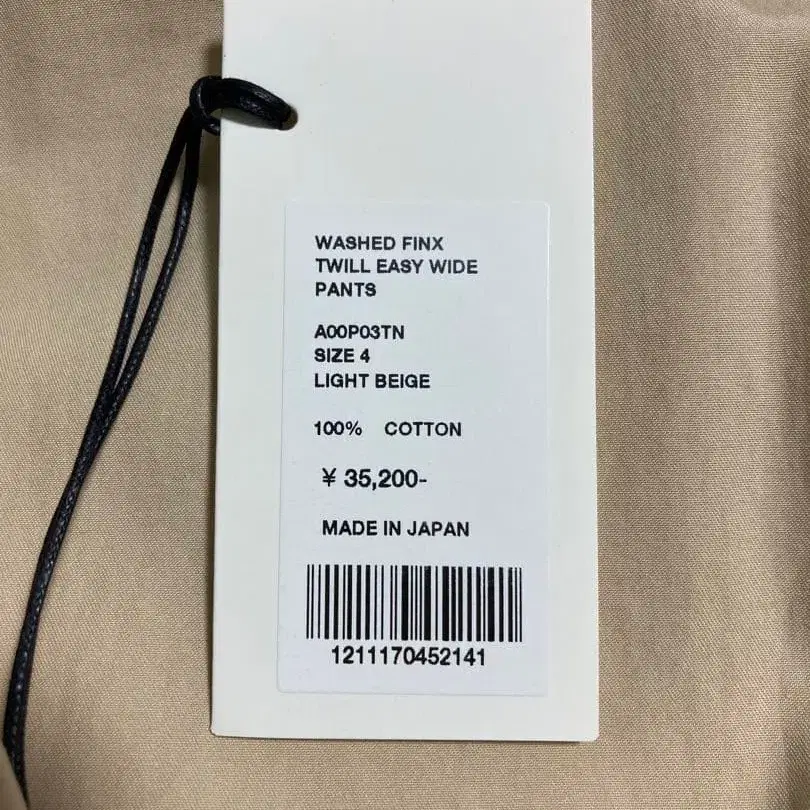 WASHED FINX
TWILL EASY WIDE
PANTS
A00P03TN
SIZE 4
LIGHT BEIGE
100% COTTON
¥ 35,200-
MADE IN JAPAN
1211170452141